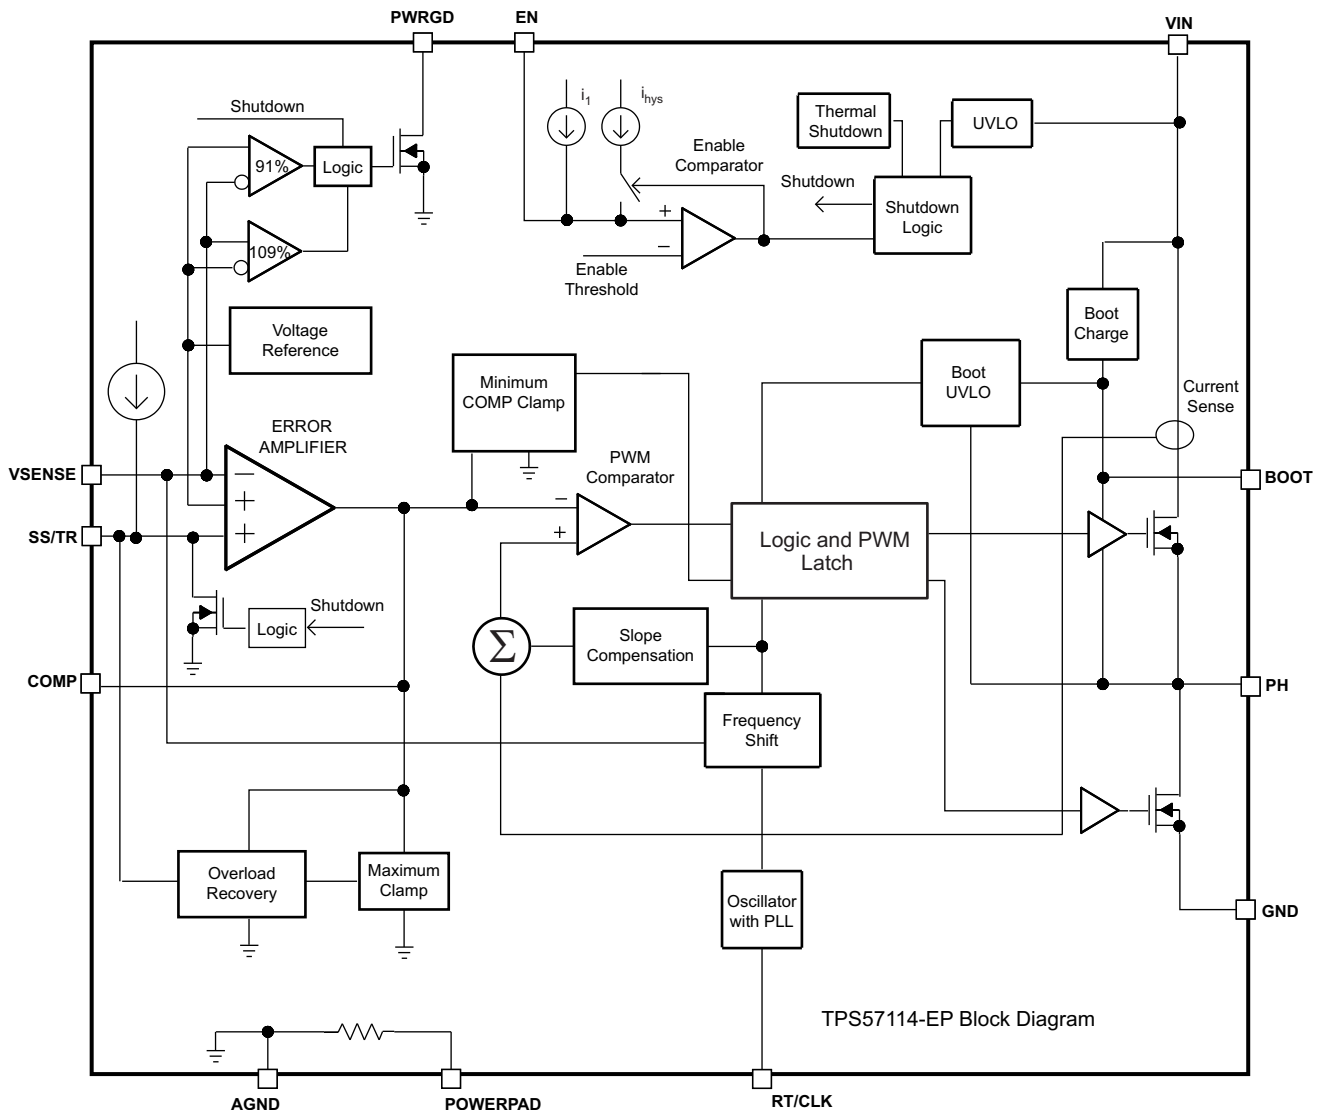 PWRGD
EN
VIN
i1
ihys
Shutdown
Thermal
Shutdown
UVLO
Enable
Comparator
91%
Logic
Shutdown
Shutdown
Logic
+
−
109%
Enable
Threshold
Voltage
Reference
Boot
Charge
Minimum
COMP Clamp
Boot
UVLO
Current
Sense
ERROR
AMPLIFIER
PWM
Comparator
VSENSE
−
+
+
−
+
BOOT
SS/TR
Logic and PWM
Latch
Shutdown
Logic
Σ
Slope
Compensation
COMP
PH
Frequency
Shift
Overload
Recovery
Maximum
Clamp
Oscillator
with PLL
GND
TPS57114-EP Block Diagram
AGND
POWERPAD
RT/CLK